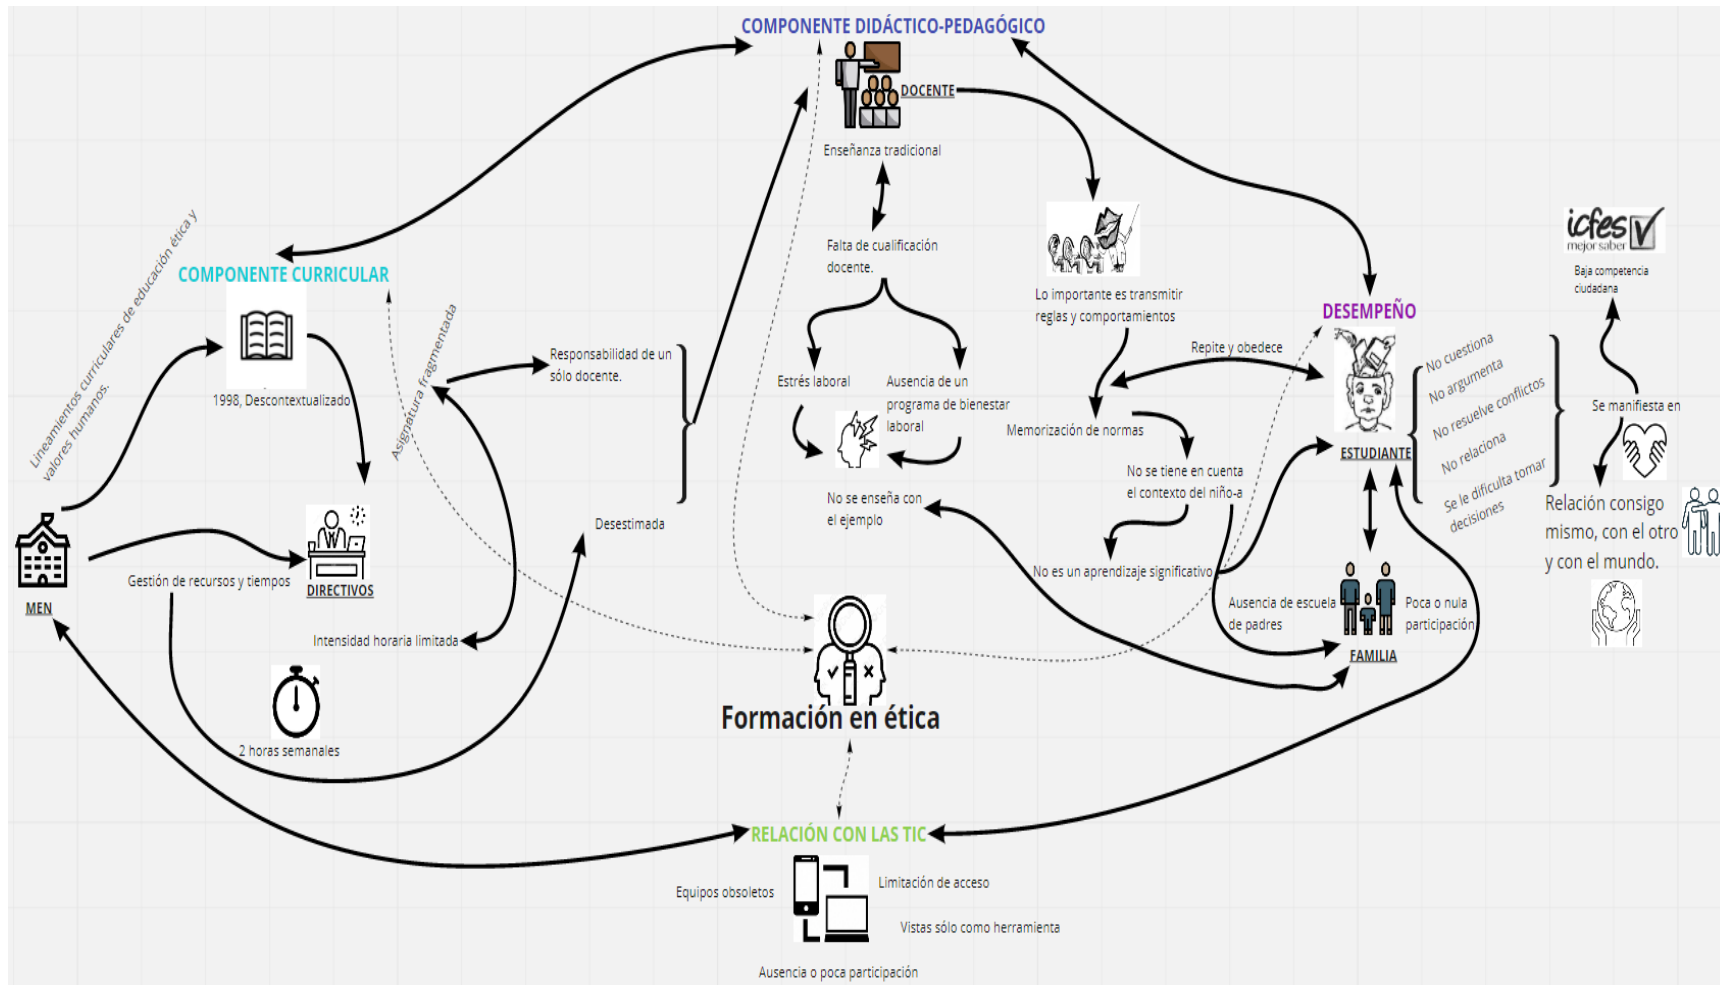 COMPONENTE DIDÁCTICO-PEDAGÓGICO
DOCENTE
Enseñanza tradicional
Falta de cualificación
docente.
Estrés laboral
Ausencia de un
programa de bienestar
laboral
No se enseña con
el ejemplo
Lo importante es transmitir
reglas y comportamientos
Memorización de normas
Repite y obedece
No se tiene en cuenta
el contexto del niño-a
No es un aprendizaje significativo
COMPONENTE CURRICULAR
Lineamientos curriculares de educación ética y
valores humanos.
1998, Descontextualizado
Asignatura fragmentada
Responsabilidad de un
sólo docente.
Desestimada
MEN
Gestión de recursos y tiempos
DIRECTIVOS
Intensidad horaria limitada
2 horas semanales
DESEMPEÑO
ESTUDIANTE
No cuestiona
No argumenta
No resuelve conflictos
No relaciona
Se le dificulta tomar
decisiones
icfes
mejor saber
Baja competencia
ciudadana
Se manifiesta en
Relación consigo
mismo, con el otro
y con el mundo.
Ausencia de escuela
de padres
Poca o nula
participación
FAMILIA
Formación en ética
RELACIÓN CON LAS TIC
Equipos obsoletos
Limitación de acceso
Vistas sólo como herramienta
Ausencia o poca participación